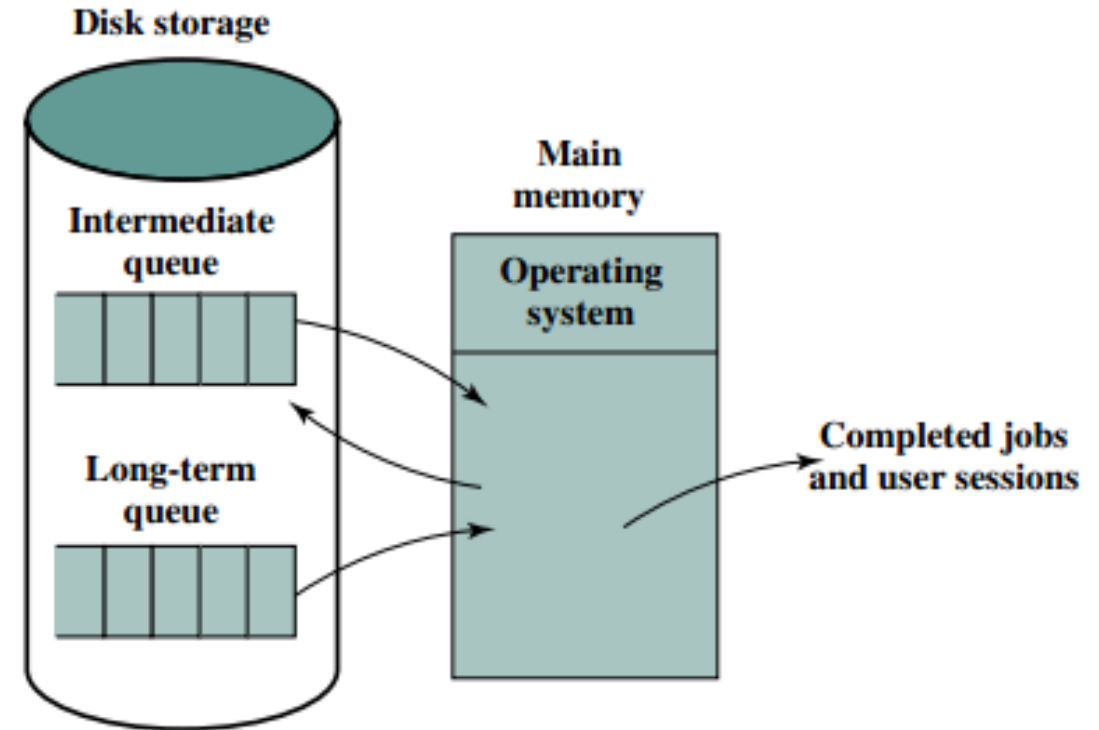 Disk storage
Intermediate
queue
Long-term
queue
Main
memory
Operating
system
Completed jobs
and user sessions